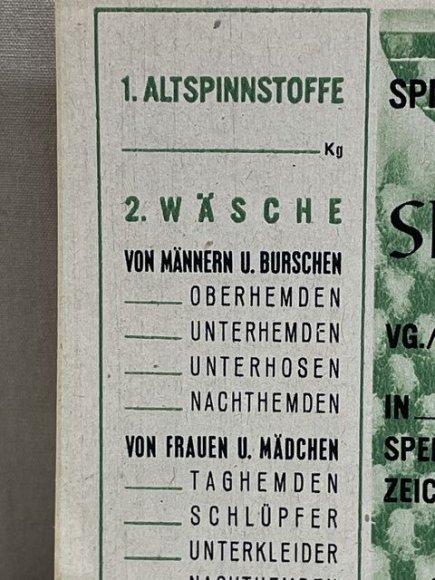 1. ALTSPINNSTOFFE
Kg
2. WÄSCHE
VON MÄNNERN U. BURSCHEN
OBERHEMDEN
UNTERHEMDEN
UNTERHOSEN
NACHTHEMDEN
VON FRAUEN U. MÄDCHEN
TAGHEMDEN
SCHLÜPFER
UNTERKLEIDER
VG./
IN